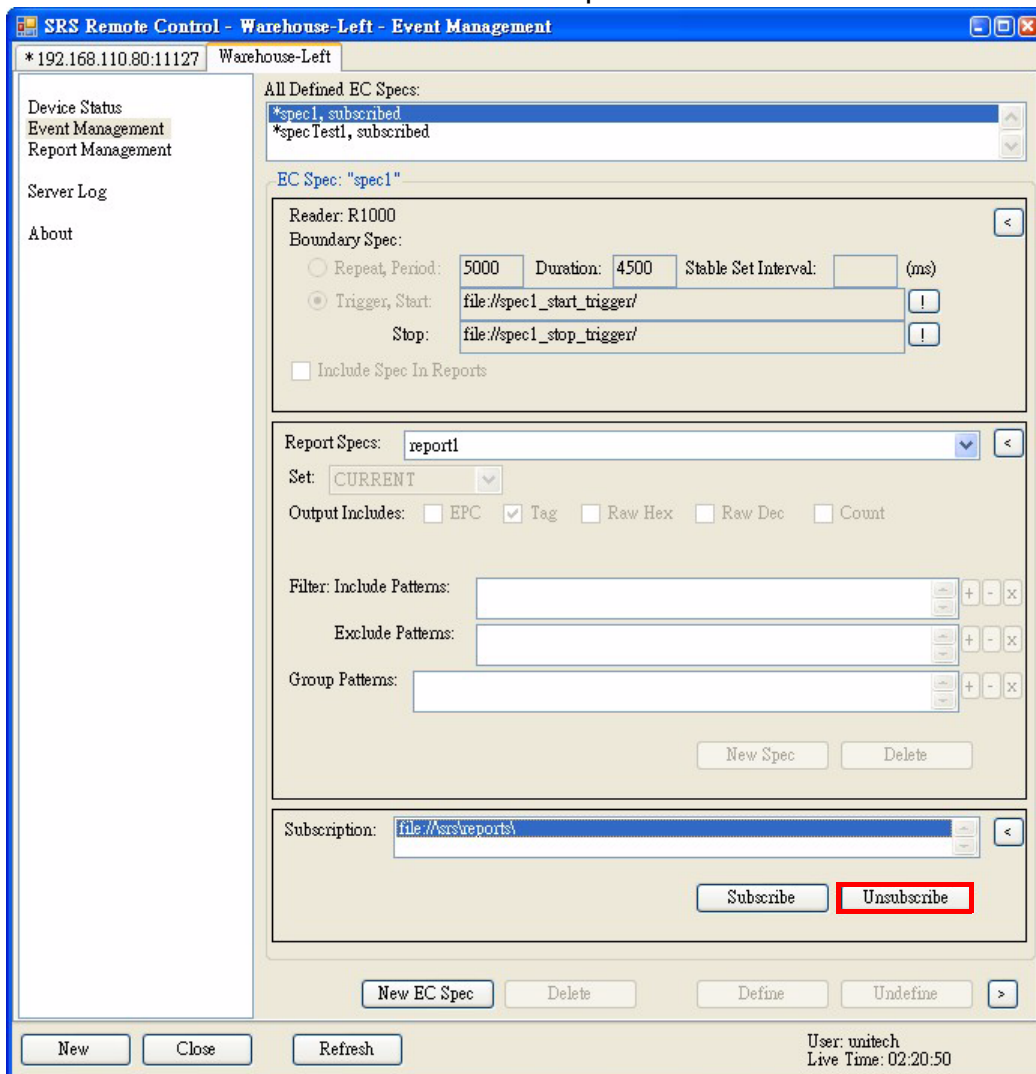 SRS Remote Control - Warehouse-Left - Event Management
*192.168.110.80:11127 Warehouse-Left
Device Status
Event Management
Report Management
Server Log
About
All Defined EC Specs:
*spec1, subscribed
*specTest1, subscribed
EC Spec: "spec1"
Reader: R1000
<
Boundary Spec:
Repeat, Period: 5000 Duration: 4500 Stable Set Interval: (ms)
Trigger, Start: file://spec1_start_trigger/ !
Stop: file://spec1_stop_trigger/ !
Include Spec In Reports
Report Specs: report1 <
Set: CURRENT
Output Includes: EPC Tag Raw Hex Raw Dec Count
Filter: Include Patterns: + - x
Exclude Patterns: + - x
Group Patterns: + - x
New Spec Delete
Subscription: file://\srs\reports\ <
Subscribe Unsubscribe
New EC Spec Delete Define Undefine >
New Close Refresh
User: unitech
Live Time: 02:20:50